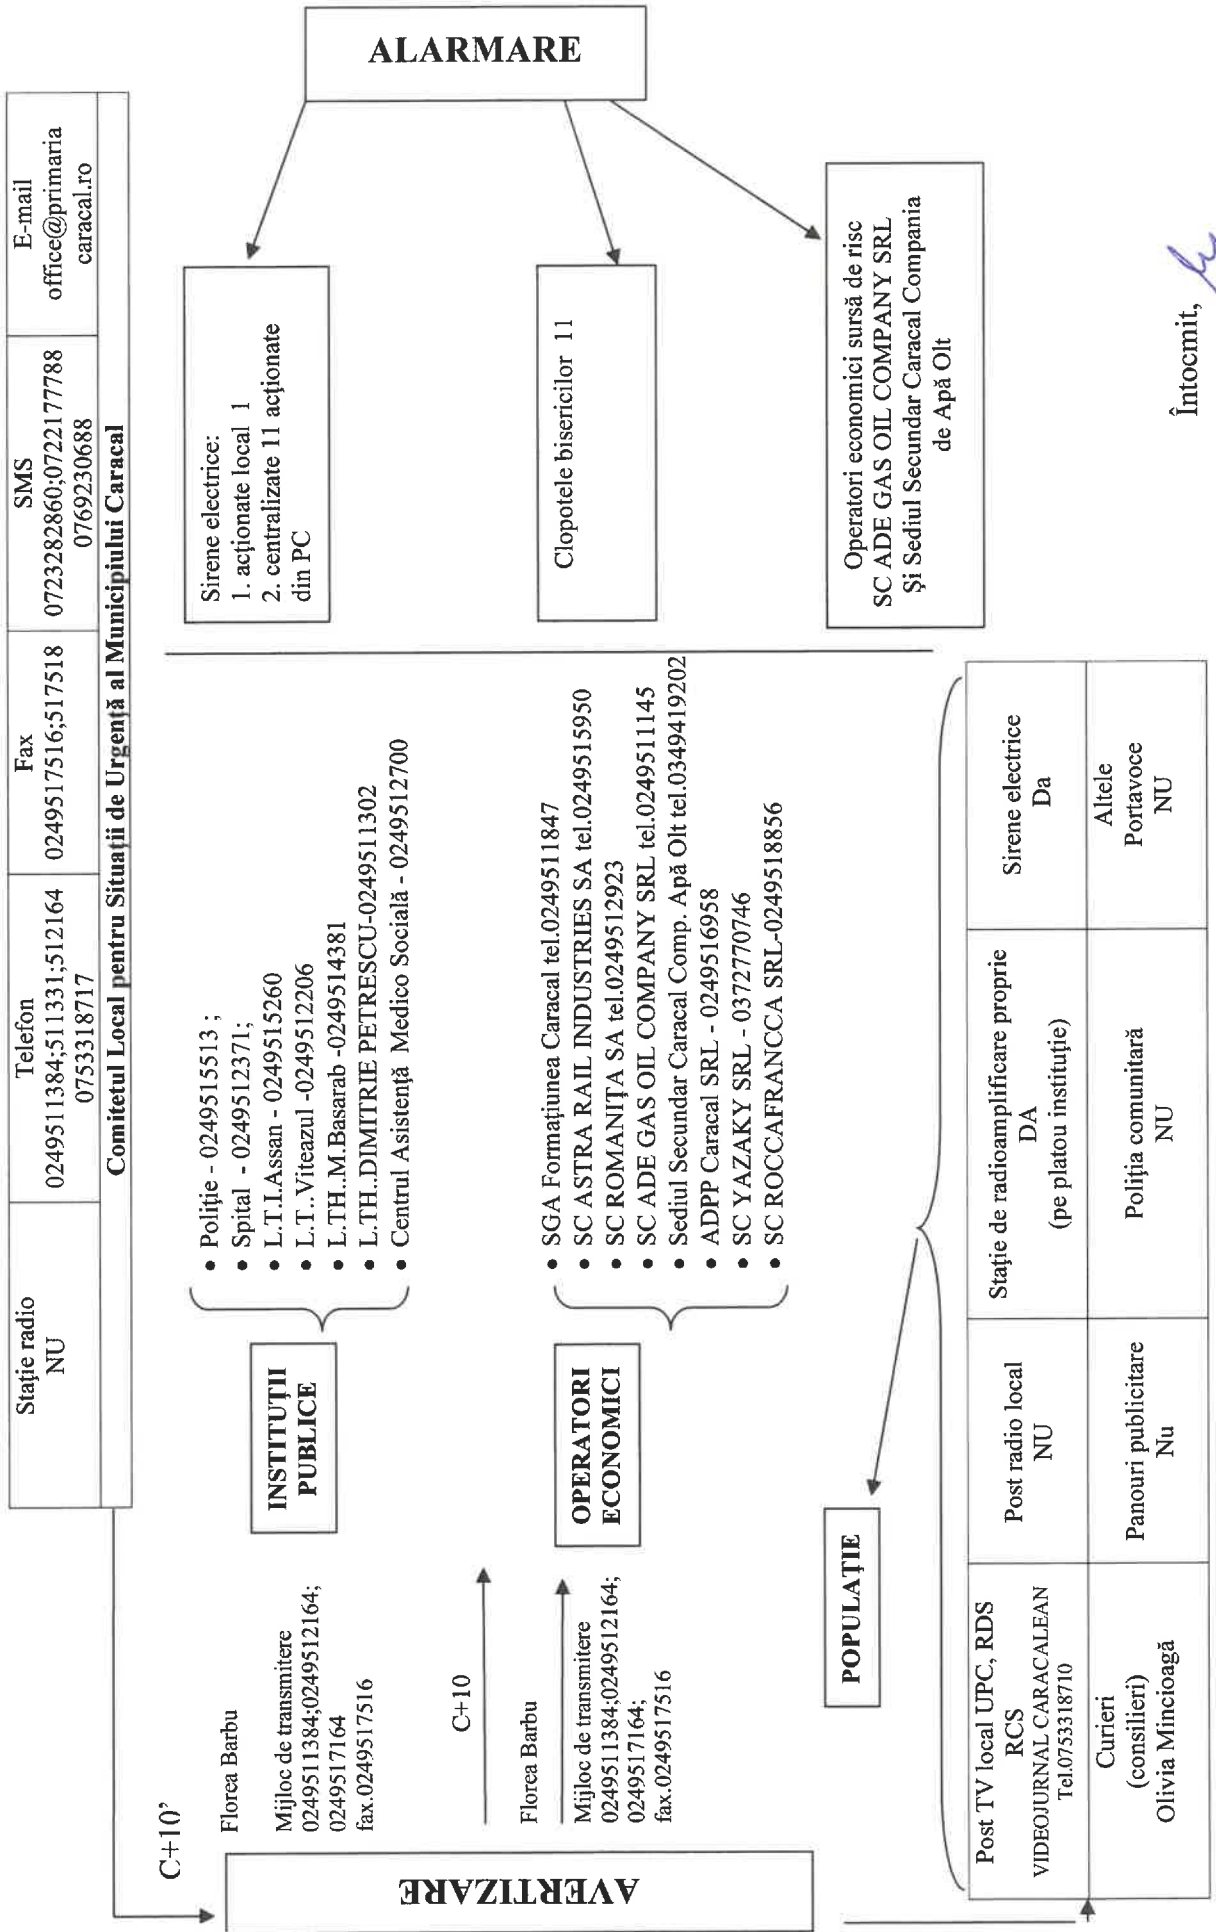 Stație radio
NU
Telefon
0249511384;511331;512164
0753318717
Fax
0249517516;517518
SMS
0723282860;0722177788
0769230688
E-mail
office@primaria
caracal.ro
Comitetul Local pentru Situații de Urgență al Municipiului Caracal
C+10’
AVERTIZARE
Florea Barbu
Mijloc de transmitere
0249511384;0249512164;
0249517164
fax.0249517516
INSTITUȚII
PUBLICE
• Poliție - 0249515513 ;
• Spital - 0249512371;
• L.T.I.Assan - 0249515260
• L.T..Viteazul -0249512206
• L.TH..M.Basarab -0249514381
• L.TH..DIMITRIE PETRESCU-0249511302
• Centrul Asistență Medico Socială - 0249512700
C+10
Florea Barbu
Mijloc de transmitere
0249511384;0249512164;
0249517164;
fax.0249517516
OPERATORI
ECONOMICI
• SGA Formațiunea Caracal tel.0249511847
• SC ASTRA RAIL INDUSTRIES SA tel.0249515950
• SC ROMANIȚA SA tel.0249512923
• SC ADE GAS OIL COMPANY SRL tel.0249511145
• Sediul Secundar Caracal Comp. Apă Olt tel.0349419202
• ADPP Caracal SRL - 0249516958
• SC YAZAKY SRL - 0372770746
• SC ROCCAFRANCCA SRL-0249518856
ALARMARE
Sirene electrice:
1. acționate local 1
2. centralizate 11 acționate
din PC
Clopotele bisericilor 11
Operatori economici sursă de risc
SC ADE GAS OIL COMPANY SRL
Și Sediul Secundar Caracal Compania
de Apă Olt
POPULAȚIE
Post TV local UPC, RDS
RCS
VIDEOJURNAL CARACALEAN
Tel.0753318710
Post radio local
NU
Stație de radioamplificare proprie
DA
(pe platou instituție)
Sirene electrice
Da
Curieri
(consilieri)
Olivia Mincioagă
Panouri publicitare
Nu
Poliția comunitară
NU
Altele
Portavoce
NU
Întocmit,